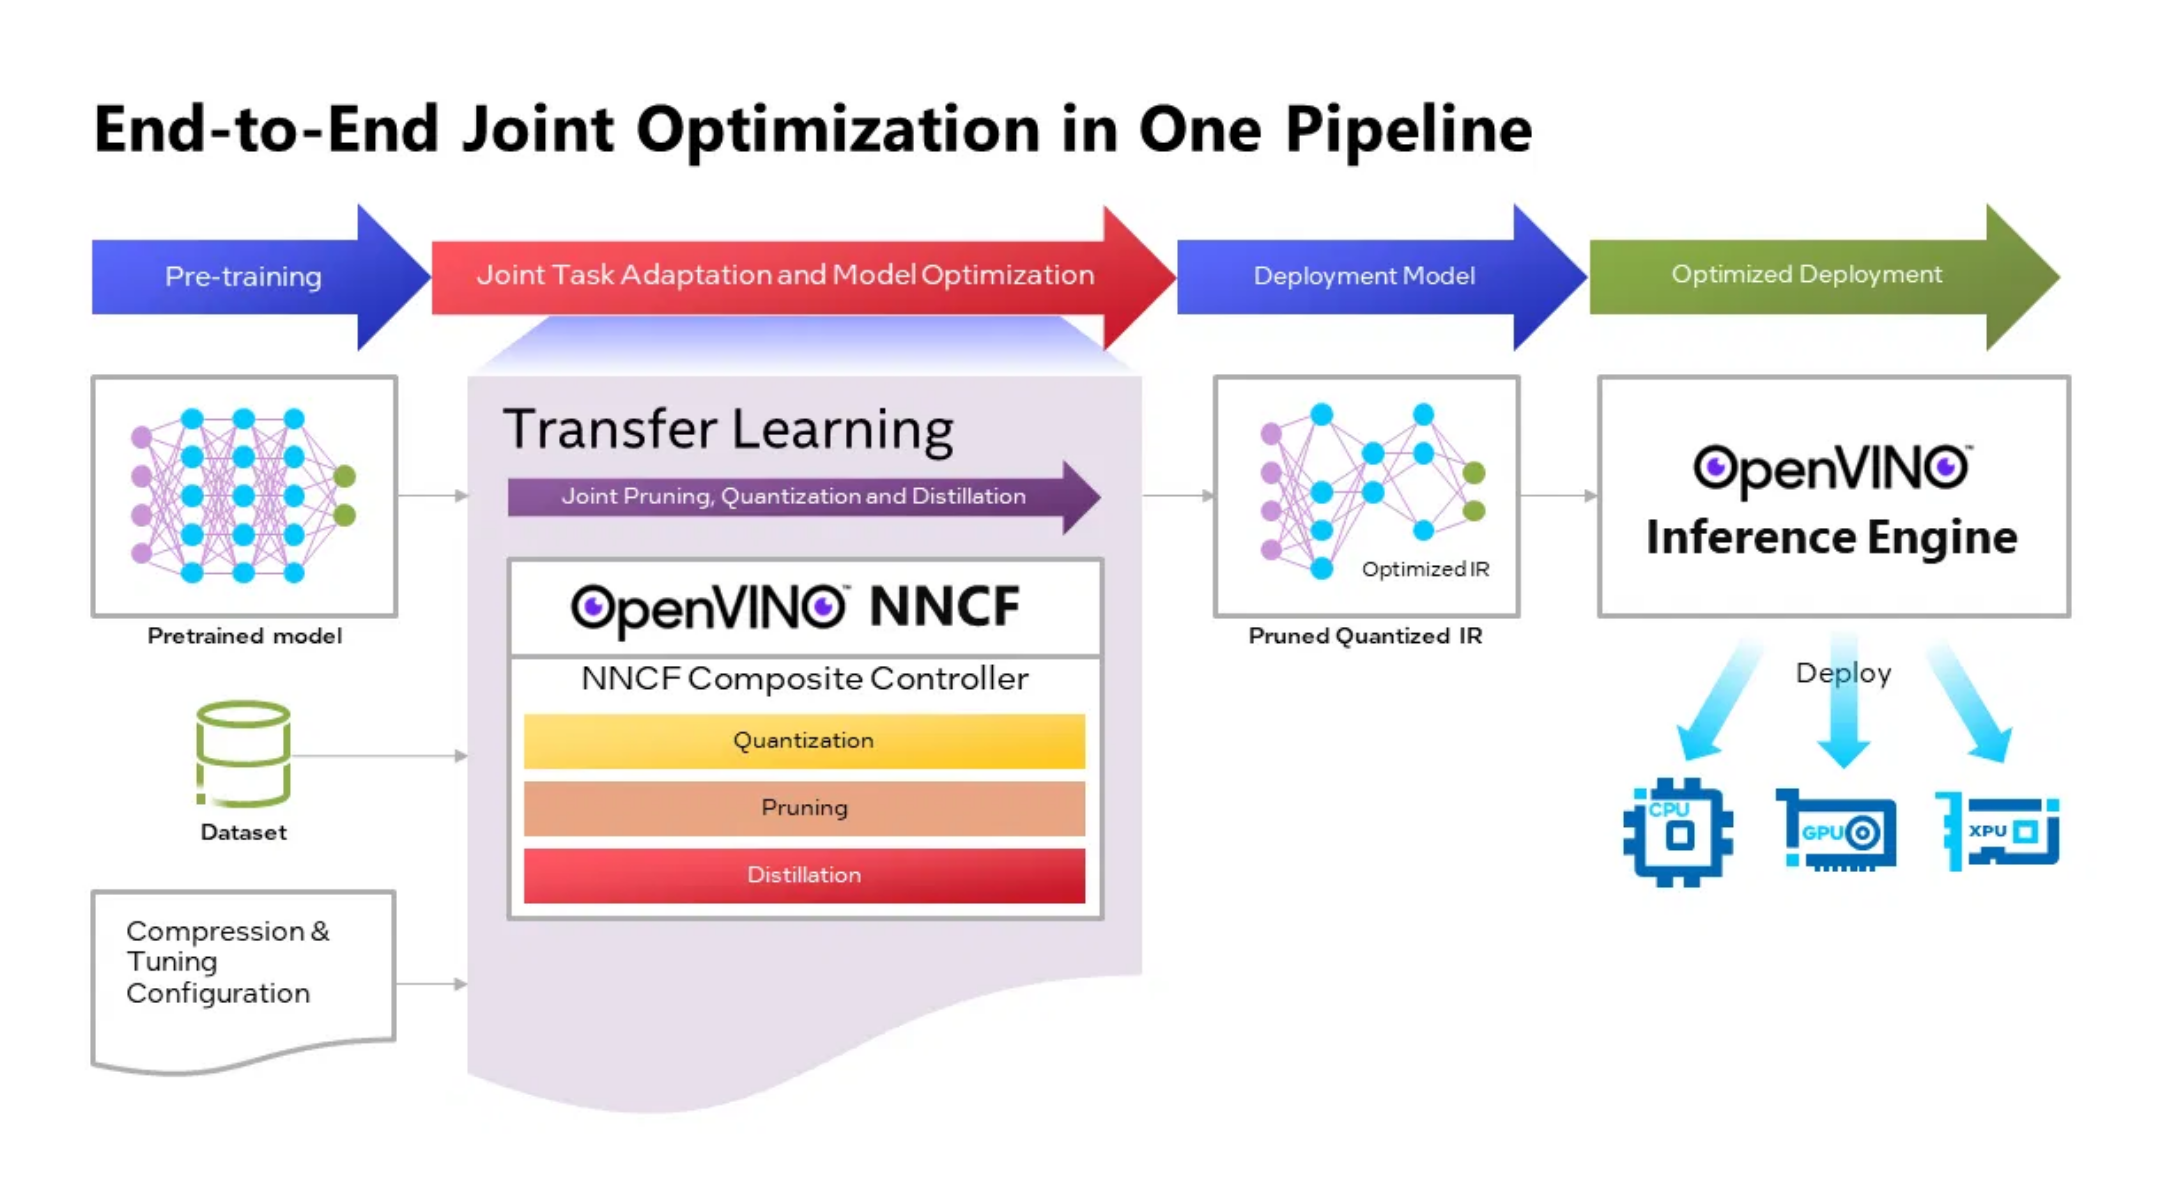 End-to-End Joint Optimization in One Pipeline
Pre-training
Joint Task Adaptation and Model Optimization
Deployment Model
Optimized Deployment
Pretrained model
Dataset
Compression &
Tuning
Configuration
Transfer Learning
Joint Pruning, Quantization and Distillation
OpenVINO™ NNCF
NNCF Composite Controller
Quantization
Pruning
Distillation
Optimized IR
Pruned Quantized IR
OpenVINO™
Inference Engine
Deploy
CPU
GPU
XPU